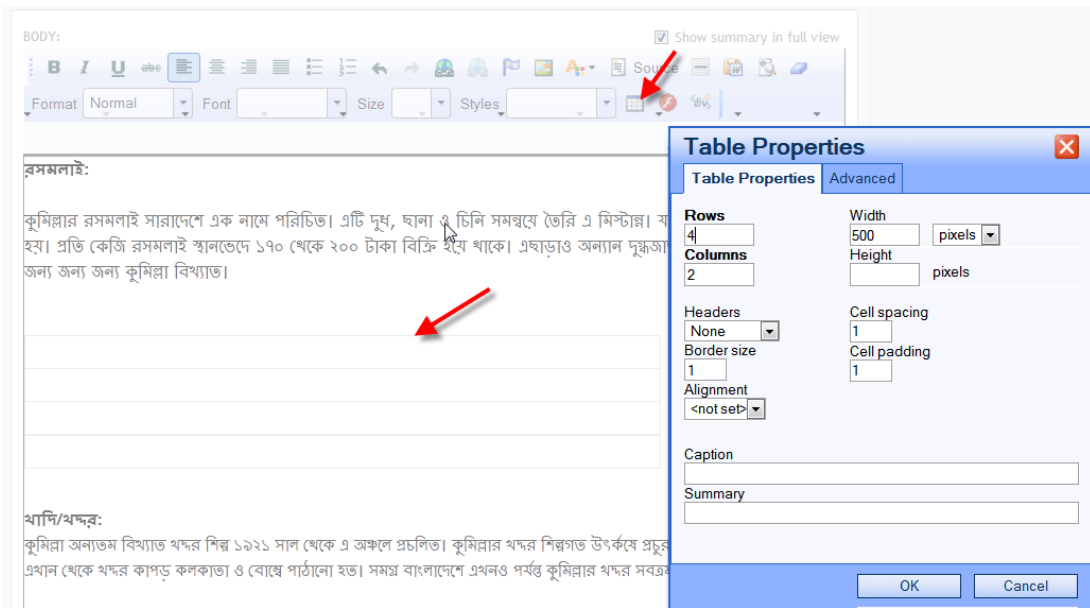 BODY:
Show summary in full view
B I U abc Source
Format Normal Font Size Styles div
রসমলাই:
কুমিল্লার রসমলাই সারাদেশে এক নামে পরিচিত। এটি দুধ, ছানা ও চিনি সমন্বয়ে তৈরি এ মিস্টান্ন। য
হয়। প্রতি কেজি রসমলাই স্থানভেদে ১৭০ থেকে ২০০ টাকা বিক্রি হয়ে থাকে। এছাড়াও অন্যান দুগ্ধজা
জন্য জন্য জন্য কুমিল্লা বিখ্যাত।
খাদি/খদ্দর:
কুমিল্লা অন্যতম বিখ্যাত খদ্দর শিল্প ১৯২১ সাল থেকে এ অঞ্চলে প্রচলিত। কুমিল্লার খদ্দর শিল্পগত উৎকর্ষে প্রচুর
এখান থেকে খদ্দর কাপড় কলকাতা ও বোম্বে পাঠানো হত। সমগ্র বাংলাদেশে এখনও পর্যন্ত কুমিল্লার খদ্দর
Table Properties
Table Properties Advanced
Rows Width
4 500 pixels
Columns Height
2 pixels
Headers Cell spacing
None 1
Border size Cell padding
1 1
Alignment
<not set>
Caption
Summary
OK Cancel